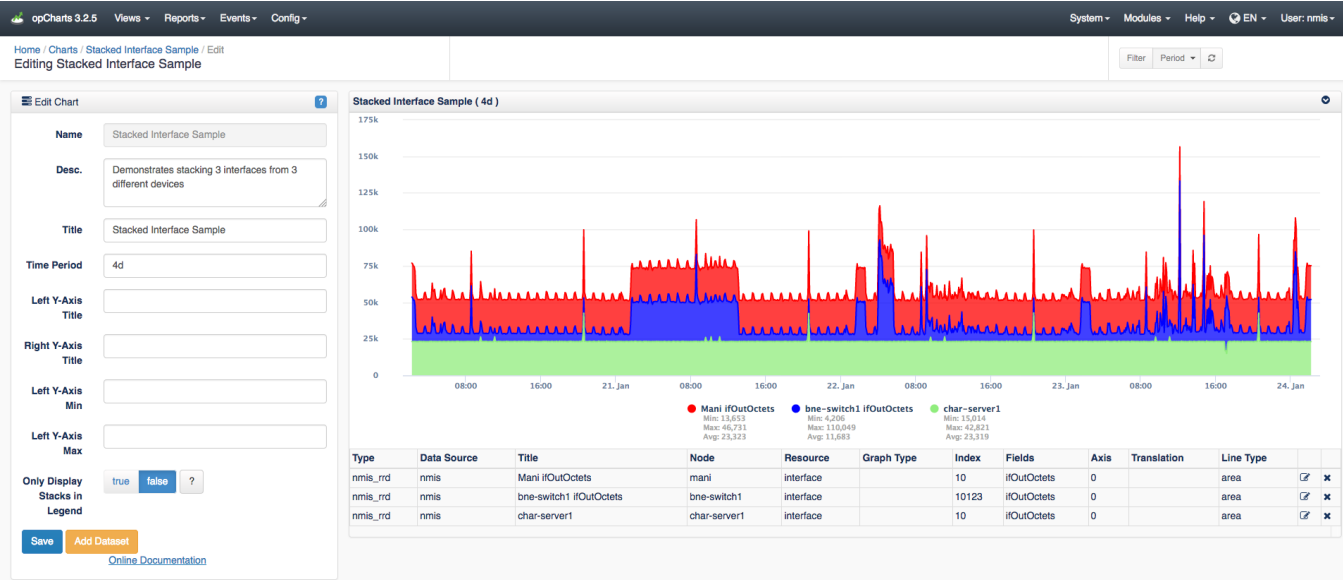 opCharts 3.2.5 Views Reports Events Config System Modules Help EN User: nmis
Home / Charts / Stacked Interface Sample / Edit
Editing Stacked Interface Sample
Filter Period
Edit Chart ?
Name Stacked Interface Sample
Desc. Demonstrates stacking 3 interfaces from 3
different devices
Title Stacked Interface Sample
Time Period 4d
Left Y-Axis
Title
Right Y-Axis
Title
Left Y-Axis
Min
Left Y-Axis
Max
Only Display
Stacks in
Legend
true false ?
Save Add Dataset
Online Documentation
Stacked Interface Sample ( 4d )
175k
150k
125k
100k
75k
50k
25k
0
08:00 16:00 21. Jan 08:00 16:00 22. Jan 08:00 16:00 23. Jan 08:00 16:00 24. Jan
Mani ifOutOctets bne-switch1 ifOutOctets char-server1
Min: 13,653 Min: 4,206 Min: 15,014
Max: 46,731 Max: 110,049 Max: 42,821
Avg: 23,323 Avg: 11,683 Avg: 23,319
Type Data Source Title Node Resource Graph Type Index Fields Axis Translation Line Type
nmis_rrd nmis Mani ifOutOctets mani interface 10 ifOutOctets 0 area
nmis_rrd nmis bne-switch1 ifOutOctets bne-switch1 interface 10123 ifOutOctets 0 area
nmis_rrd nmis char-server1 char-server1 interface 10 ifOutOctets 0 area